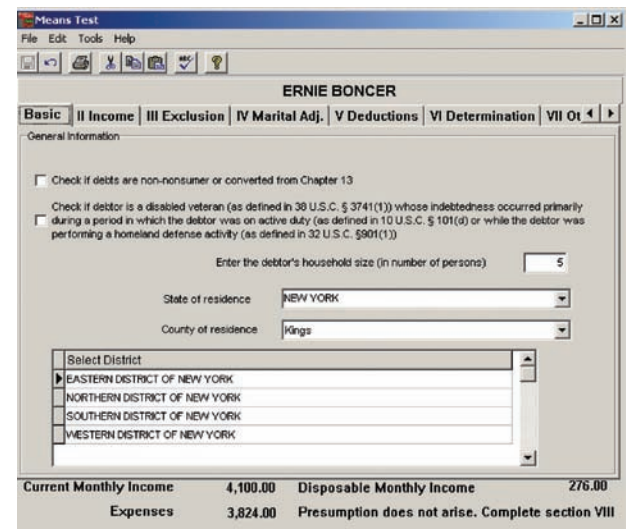 Means Test
File Edit Tools Help
ERNIE BONCER
Basic II Income III Exclusion IV Marital Adj. V Deductions VI Determination VII Ot
General Information
Check if debts are non-nonsumer or converted from Chapter 13
Check if debtor is a disabled veteran (as defined in 38 U.S.C. § 3741(1)) whose indebtedness occurred primarily
during a period in which the debtor was on active duty (as defined in 10 U.S.C. § 101(d) or while the debtor was
performing a homeland defense activity (as defined in 32 U.S.C. §901(1))
Enter the debtor's household size (in number of persons) 5
State of residence NEW YORK
County of residence Kings
Select District
EASTERN DISTRICT OF NEW YORK
NORTHERN DISTRICT OF NEW YORK
SOUTHERN DISTRICT OF NEW YORK
WESTERN DISTRICT OF NEW YORK
Current Monthly Income 4,100.00 Disposable Monthly Income 276.00
Expenses 3,824.00 Presumption does not arise. Complete section VIII